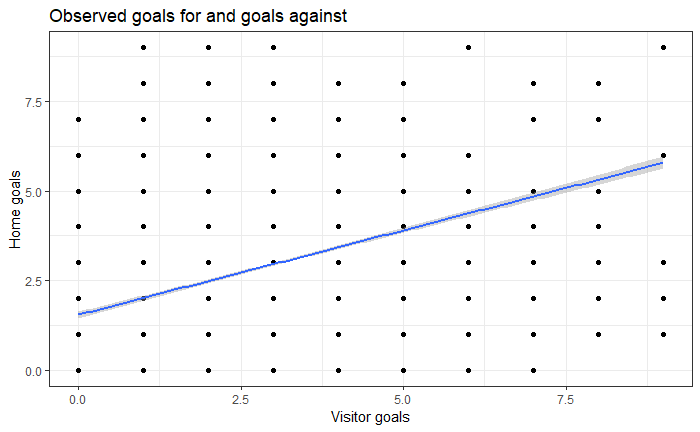 Observed goals for and goals against
7.5
5.0
2.5
0.0
Home goals
0.0 2.5 5.0 7.5
Visitor goals